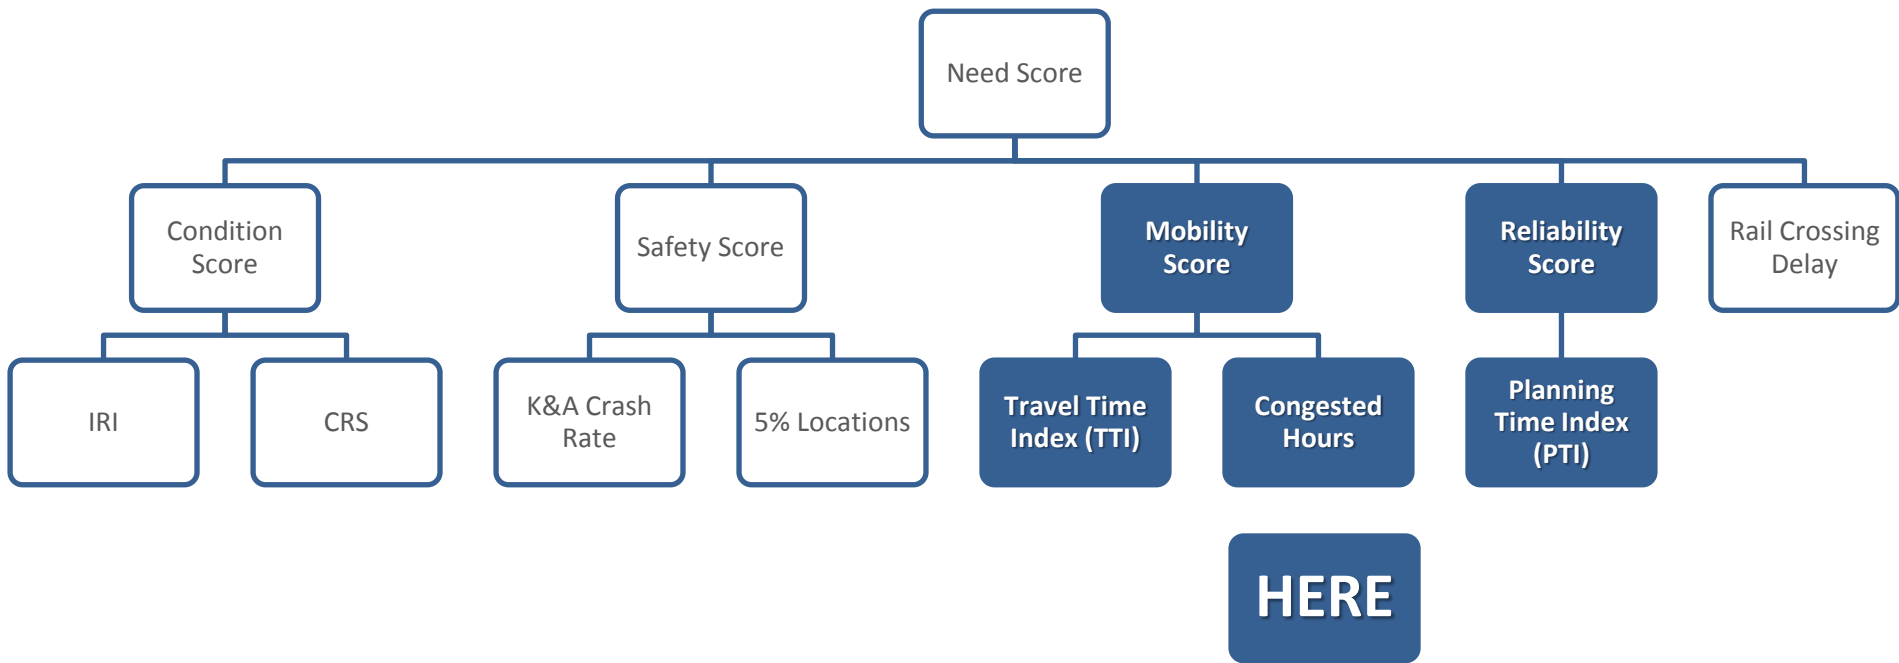 Need Score
Condition
Score
Safety Score
Mobility
Score
Reliability
Score
Rail Crossing
Delay
IRI
CRS
K&A Crash
Rate
5% Locations
Travel Time
Index (TTI)
Congested
Hours
Planning
Time Index
(PTI)
HERE